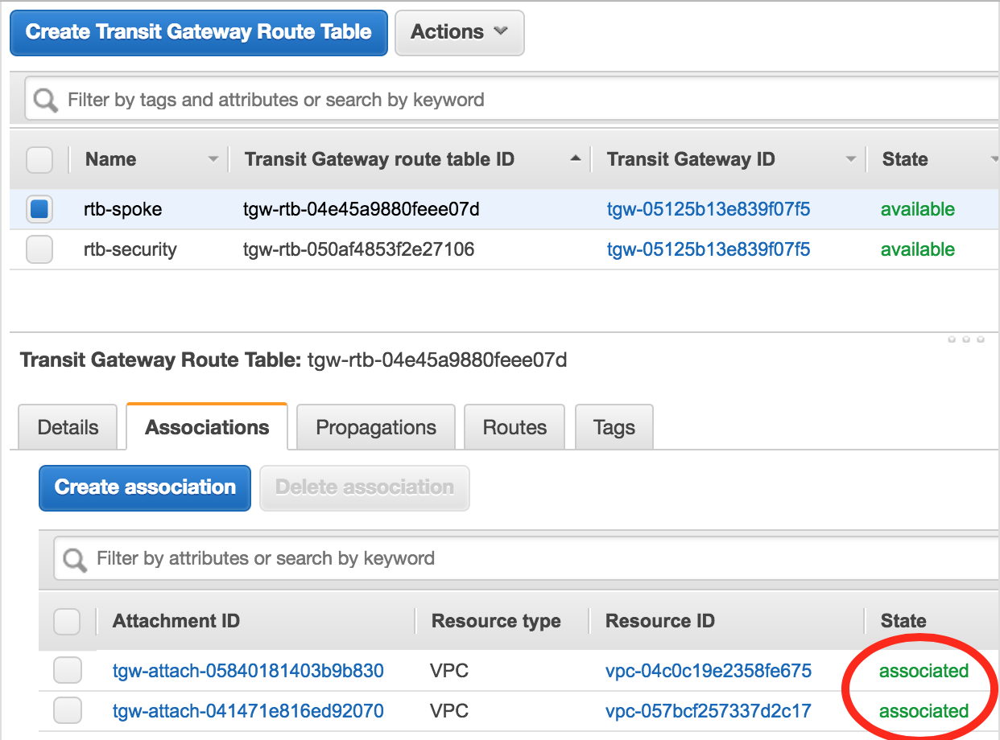 Create Transit Gateway Route Table Actions
Filter by tags and attributes or search by keyword
Name Transit Gateway route table ID Transit Gateway ID State
rtb-spoke tgw-rtb-04e45a9880feee07d tgw-05125b13e839f07f5 available
rtb-security tgw-rtb-050af4853f2e27106 tgw-05125b13e839f07f5 available
Transit Gateway Route Table: tgw-rtb-04e45a9880feee07d
Details Associations Propagations Routes Tags
Create association Delete association
Filter by attributes or search by keyword
Attachment ID Resource type Resource ID State
tgw-attach-05840181403b9b830 VPC vpc-04c0c19e2358fe675 associated
tgw-attach-041471e816ed92070 VPC vpc-057bcf257337d2c17 associated